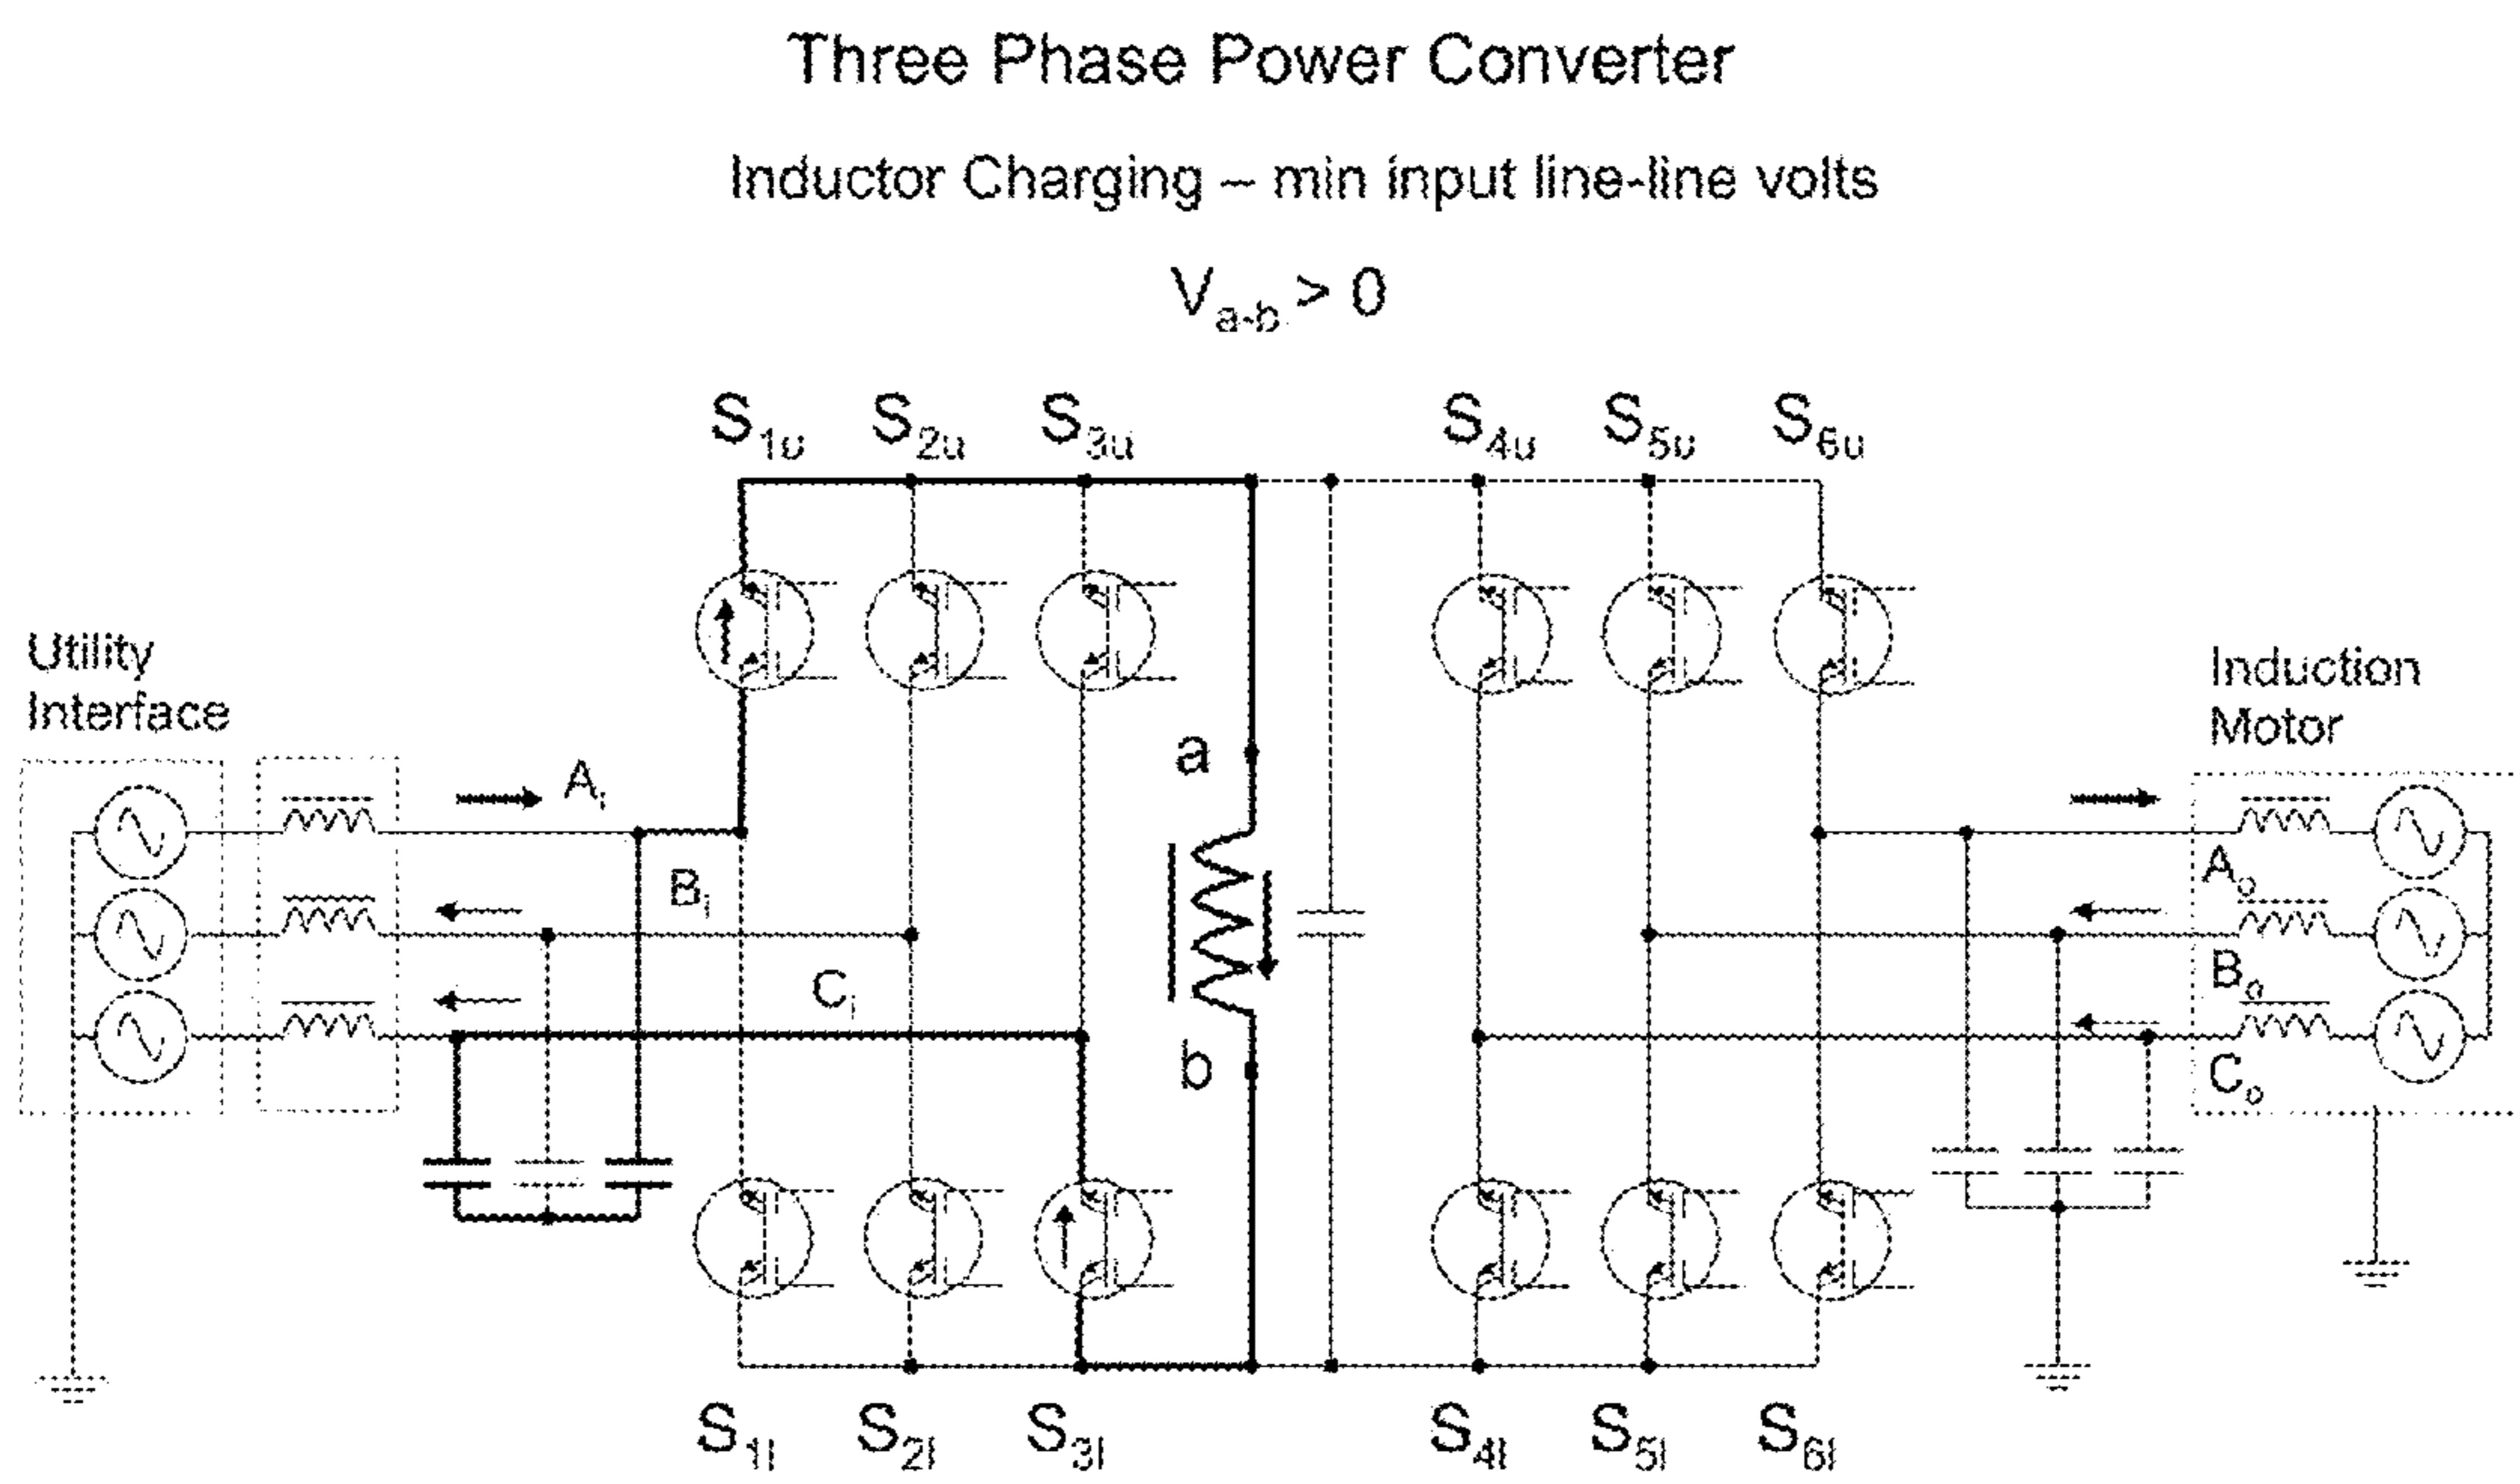 Three Phase Power Converter
Inductor Charging – min input line-line volts
Va-b > 0
S1u S2u S3u S4u S5u S6u
Utility
Interface
Induction
Motor
Ai
a
Bi
Ao
Ci
Bo
b
Co
S1l S2l S3l S4l S5l S6l